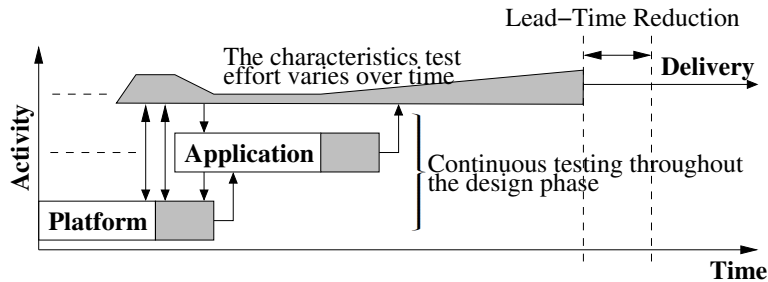 Lead–Time Reduction
The characteristics test
effort varies over time
Delivery
Activity
Application
Continuous testing throughout
the design phase
Platform
Time